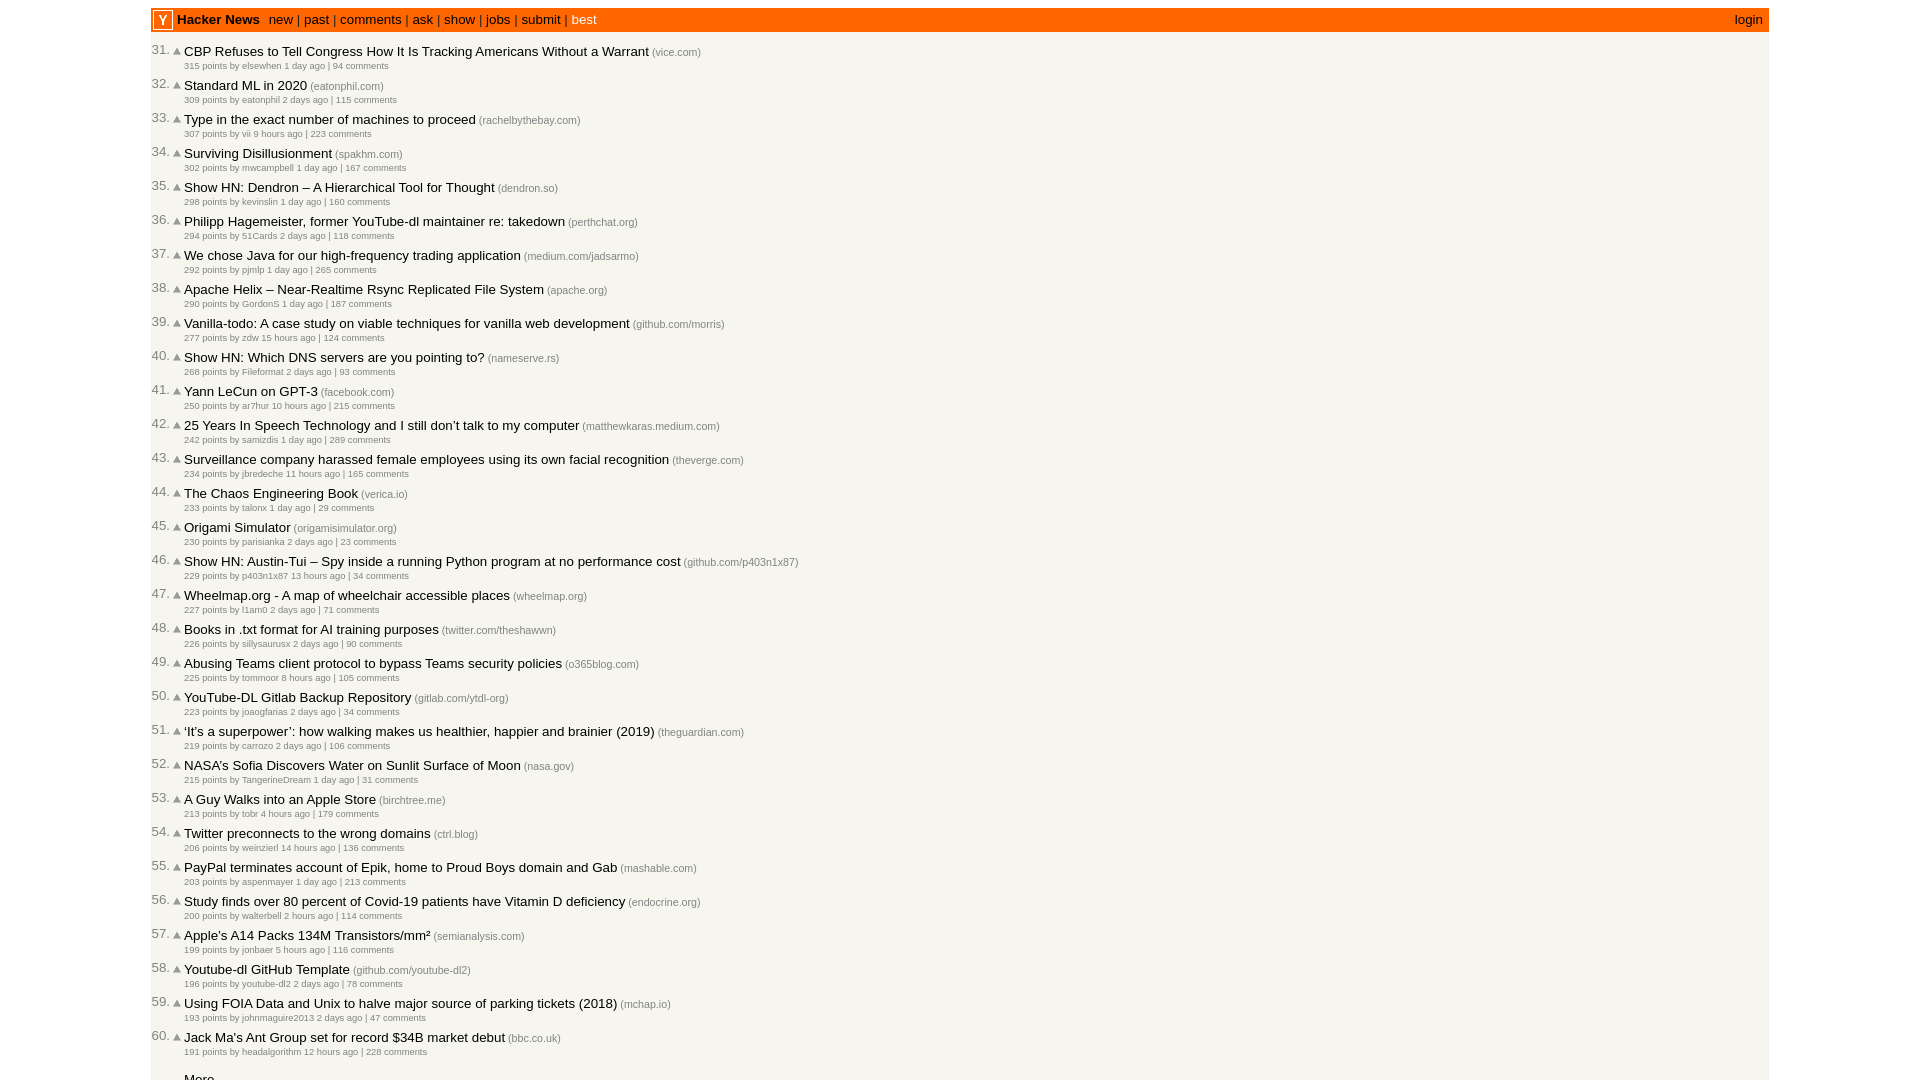 Y Hacker News new | past | comments | ask | show | jobs | submit | best login
31. CBP Refuses to Tell Congress How It Is Tracking Americans Without a Warrant (vice.com)
315 points by elsewhen 1 day ago | 94 comments
32. Standard ML in 2020 (eatonphil.com)
309 points by eatonphil 2 days ago | 115 comments
33. Type in the exact number of machines to proceed (rachelbythebay.com)
307 points by vii 9 hours ago | 223 comments
34. Surviving Disillusionment (spakhm.com)
302 points by mwcampbell 1 day ago | 167 comments
35. Show HN: Dendron – A Hierarchical Tool for Thought (dendron.so)
298 points by kevinslin 1 day ago | 160 comments
36. Philipp Hagemeister, former YouTube-dl maintainer re: takedown (perthchat.org)
294 points by 51Cards 2 days ago | 118 comments
37. We chose Java for our high-frequency trading application (medium.com/jadsarmo)
292 points by pjmlp 1 day ago | 265 comments
38. Apache Helix – Near-Realtime Rsync Replicated File System (apache.org)
290 points by GordonS 1 day ago | 187 comments
39. Vanilla-todo: A case study on viable techniques for vanilla web development (github.com/morris)
277 points by zdw 15 hours ago | 124 comments
40. Show HN: Which DNS servers are you pointing to? (nameserve.rs)
268 points by Fileformat 2 days ago | 93 comments
41. Yann LeCun on GPT-3 (facebook.com)
250 points by ar7hur 10 hours ago | 215 comments
42. 25 Years In Speech Technology and I still don’t talk to my computer (matthewkaras.medium.com)
242 points by samizdis 1 day ago | 289 comments
43. Surveillance company harassed female employees using its own facial recognition (theverge.com)
234 points by jbredeche 11 hours ago | 165 comments
44. The Chaos Engineering Book (verica.io)
233 points by talonx 1 day ago | 29 comments
45. Origami Simulator (origamisimulator.org)
230 points by parisianka 2 days ago | 23 comments
46. Show HN: Austin-Tui – Spy inside a running Python program at no performance cost (github.com/p403n1x87)
229 points by p403n1x87 13 hours ago | 34 comments
47. Wheelmap.org - A map of wheelchair accessible places (wheelmap.org)
227 points by l1am0 2 days ago | 71 comments
48. Books in .txt format for AI training purposes (twitter.com/theshawwn)
226 points by sillysaurusx 2 days ago | 90 comments
49. Abusing Teams client protocol to bypass Teams security policies (o365blog.com)
225 points by tommoor 8 hours ago | 105 comments
50. YouTube-DL Gitlab Backup Repository (gitlab.com/ytdl-org)
223 points by joaogfarias 2 days ago | 34 comments
51. ‘It’s a superpower’: how walking makes us healthier, happier and brainier (2019) (theguardian.com)
219 points by carrozo 2 days ago | 106 comments
52. NASA’s Sofia Discovers Water on Sunlit Surface of Moon (nasa.gov)
215 points by TangerineDream 1 day ago | 31 comments
53. A Guy Walks into an Apple Store (birchtree.me)
213 points by tobr 4 hours ago | 179 comments
54. Twitter preconnects to the wrong domains (ctrl.blog)
206 points by weinzierl 14 hours ago | 136 comments
55. PayPal terminates account of Epik, home to Proud Boys domain and Gab (mashable.com)
203 points by aspenmayer 1 day ago | 213 comments
56. Study finds over 80 percent of Covid-19 patients have Vitamin D deficiency (endocrine.org)
200 points by walterbell 2 hours ago | 114 comments
57. Apple’s A14 Packs 134M Transistors/mm² (semianalysis.com)
199 points by jonbaer 5 hours ago | 116 comments
58. Youtube-dl GitHub Template (github.com/youtube-dl2)
196 points by youtube-dl2 2 days ago | 78 comments
59. Using FOIA Data and Unix to halve major source of parking tickets (2018) (mchap.io)
193 points by johnmaguire2013 2 days ago | 47 comments
60. Jack Ma's Ant Group set for record $34B market debut (bbc.co.uk)
191 points by headalgorithm 12 hours ago | 228 comments
More